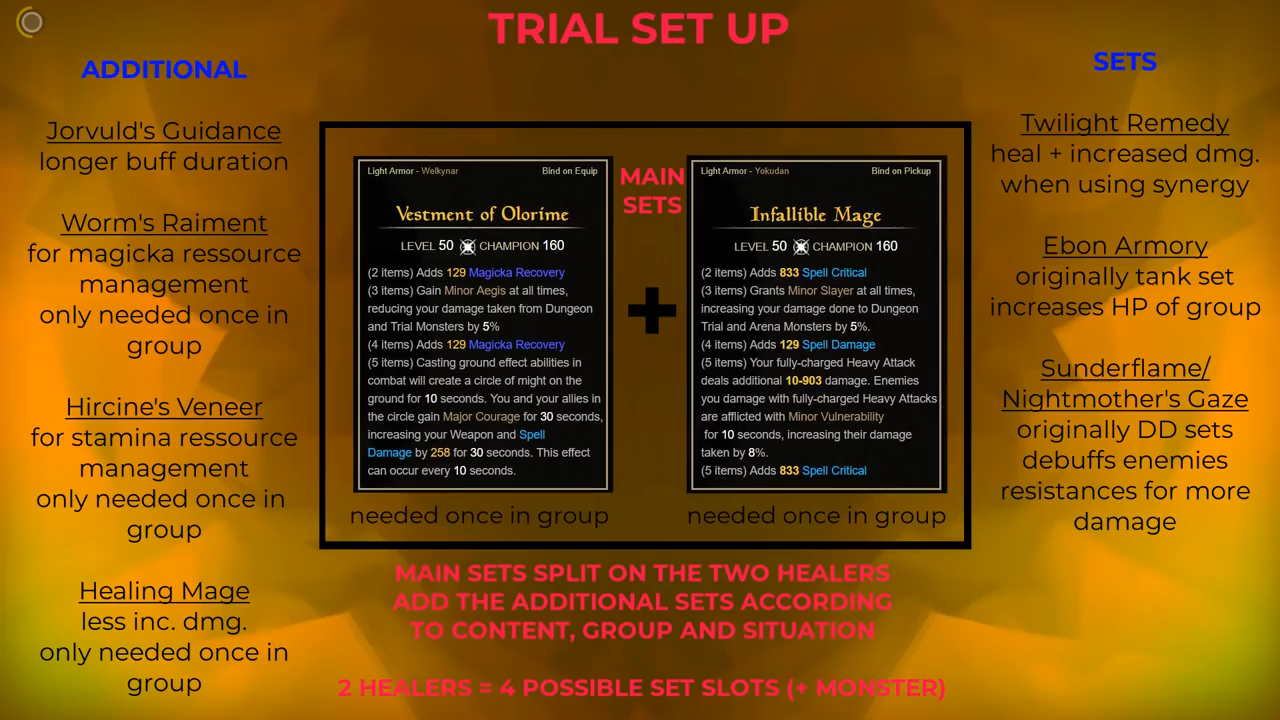 TRIAL SET UP
ADDITIONAL
Jorvuld's Guidance
longer buff duration
Worm's Raiment
for magicka ressource
management
only needed once in
group
Hircine's Veneer
for stamina ressource
management
only needed once in
group
Healing Mage
less inc. dmg.
only needed once in
group
Light Armor - Welkynar Bind on Equip
Vestment of Olorime
LEVEL 50 CHAMPION 160
(2 items) Adds 129 Magicka Recovery
(3 items) Gain Minor Aegis at all times,
reducing your damage taken from Dungeon
and Trial Monsters by 5%
(4 items) Adds 129 Magicka Recovery
(5 items) Casting ground effect abilities in
combat will create a circle of might on the
ground for 10 seconds. You and your allies in
the circle gain Major Courage for 30 seconds,
increasing your Weapon and Spell
Damage by 258 for 30 seconds. This effect
can occur every 10 seconds.
needed once in group
MAIN
SETS
+
Light Armor - Yokudan Bind on Pickup
Infallible Mage
LEVEL 50 CHAMPION 160
(2 items) Adds 833 Spell Critical
(3 items) Grants Minor Slayer at all times,
increasing your damage done to Dungeon
Trial and Arena Monsters by 5%.
(4 items) Adds 129 Spell Damage
(5 items) Your fully-charged Heavy Attack
deals additional 10-903 damage. Enemies
you damage with fully-charged Heavy Attacks
are afflicted with Minor Vulnerability
for 10 seconds, increasing their damage
taken by 8%.
(5 items) Adds 833 Spell Critical
needed once in group
MAIN SETS SPLIT ON THE TWO HEALERS
ADD THE ADDITIONAL SETS ACCORDING
TO CONTENT, GROUP AND SITUATION
2 HEALERS = 4 POSSIBLE SET SLOTS (+ MONSTER)
SETS
Twilight Remedy
heal + increased dmg.
when using synergy
Ebon Armory
originally tank set
increases HP of group
Sunderflame/
Nightmother's Gaze
originally DD sets
debuffs enemies
resistances for more
damage